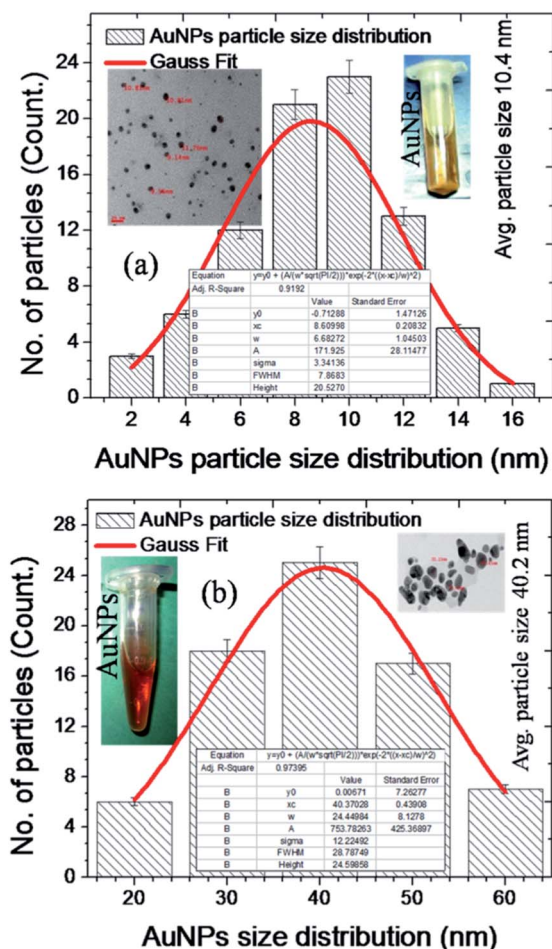 AuNPs particle size distribution
Gauss Fit
No. of particles (Count.)
24
18
12
6
0
AuNPs
Avg. particle size 10.4 nm
(a)
Equation y=y0 + (A/(w*sqrt(PI/2)))*exp(-2*((x-xc)/w)^2)
Adj. R-Square 0.9192
Value Standard Error
B y0 -0.71288 1.47126
B xc 8.60998 0.20832
B w 6.68272 1.04503
B A 171.925 28.11477
B sigma 3.34136
B FWHM 7.8683
B Height 20.5270
2 4 6 8 10 12 14 16
AuNPs particle size distribution (nm)
AuNPs particle size distribution
Gauss Fit
No. of particles (Count.)
28
24
20
16
12
8
4
0
AuNPs
(b)
Avg. particle size 40.2 nm
Equation y=y0 + (A/(w*sqrt(PI/2)))*exp(-2*((x-xc)/w)^2)
Adj. R-Square 0.97395
Value Standard Error
B y0 0.00671 7.26277
B xc 40.37028 0.43908
B w 24.44984 8.1278
B A 753.78263 425.36897
B sigma 12.22492
B FWHM 28.78749
B Height 24.59858
20 30 40 50 60
AuNPs size distribution (nm)